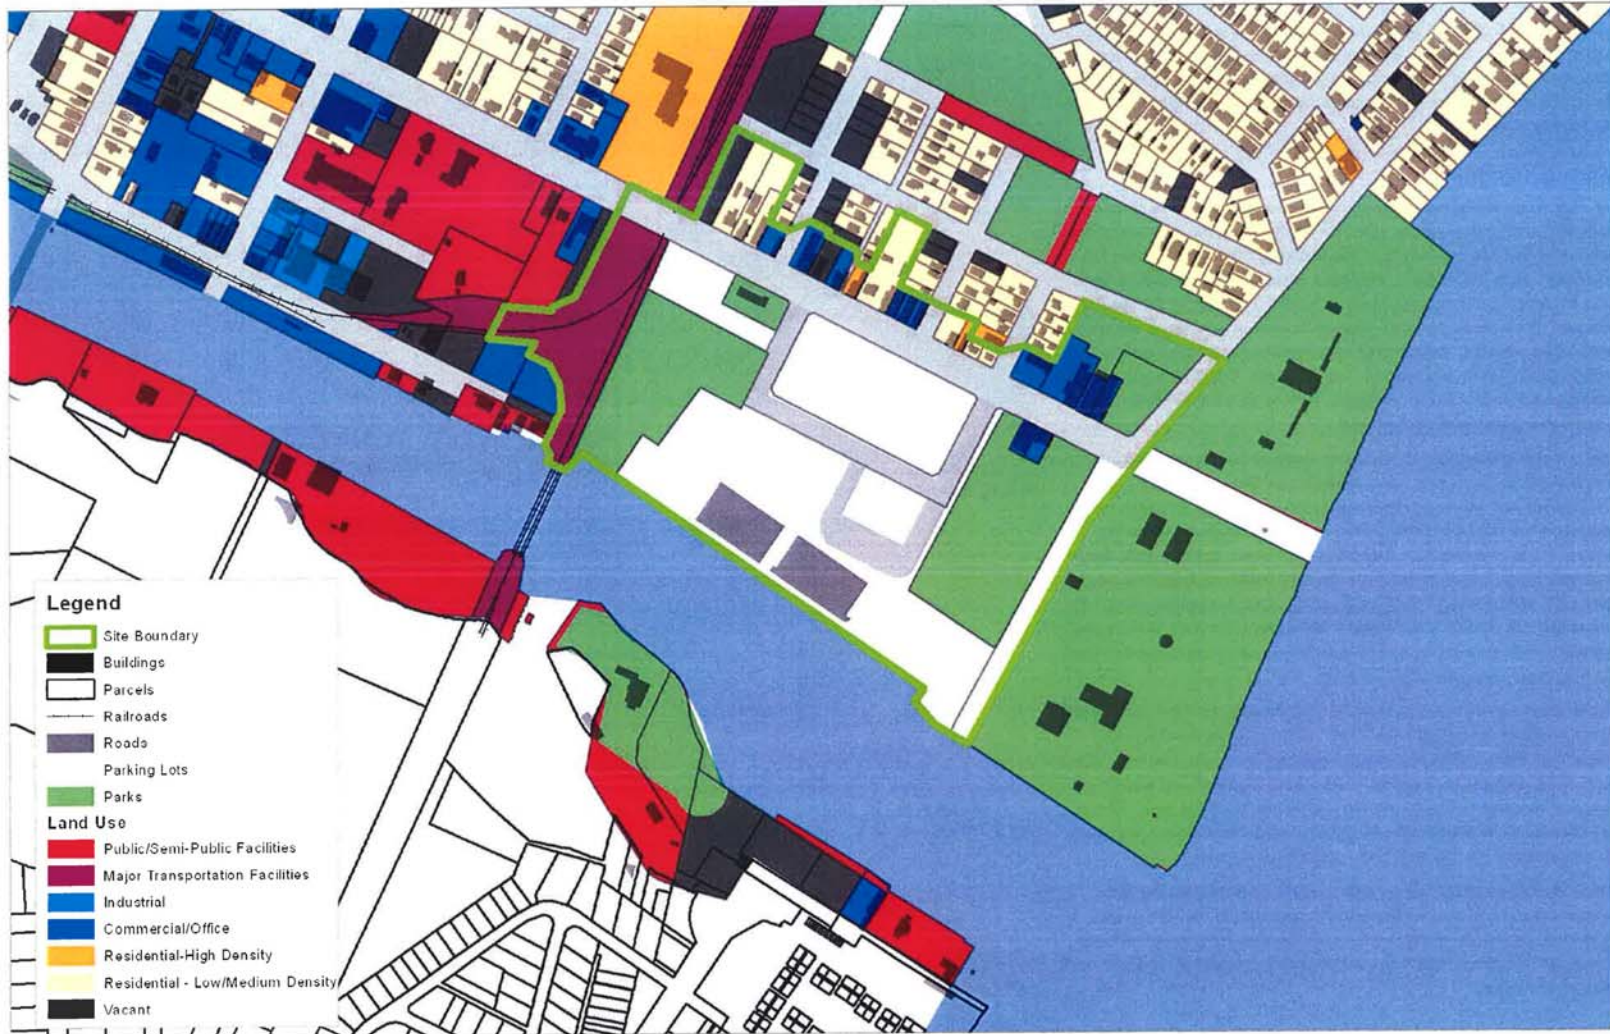 Legend
Site Boundary
Buildings
Parcels
Railroads
Roads
Parking Lots
Parks
Land Use
Public/Semi-Public Facilities
Major Transportation Facilities
Industrial
Commercial/Office
Residential-High Density
Residential - Low/Medium Density
Vacant